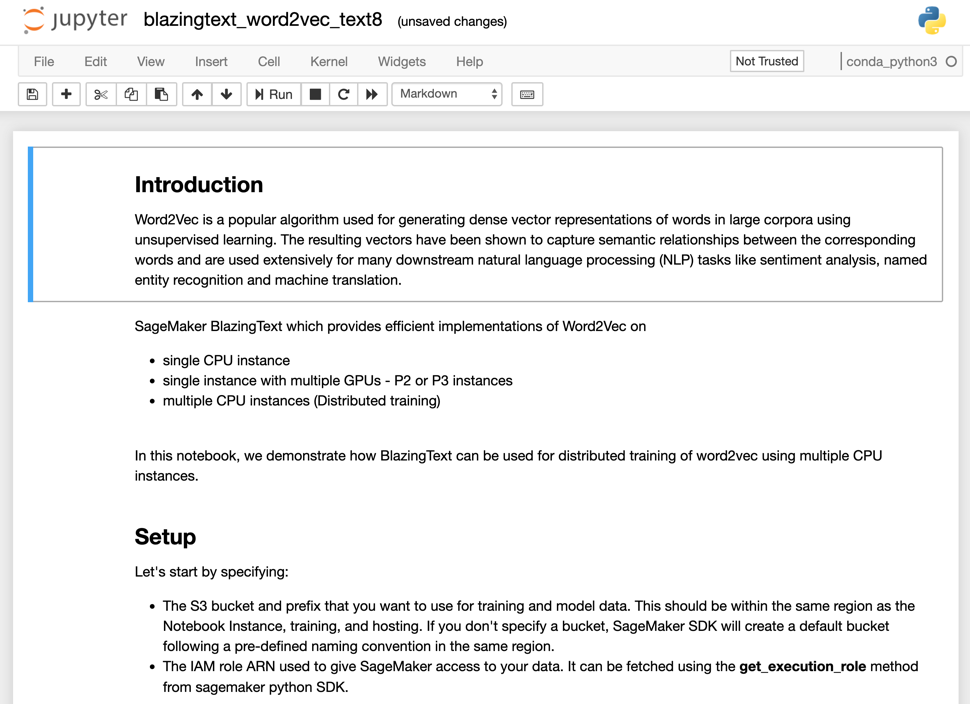 jupyter blazingtext_word2vec_text8 (unsaved changes)
File Edit View Insert Cell Kernel Widgets Help Not Trusted conda_python3
Run Markdown
Introduction
Word2Vec is a popular algorithm used for generating dense vector representations of words in large corpora using
unsupervised learning. The resulting vectors have been shown to capture semantic relationships between the corresponding
words and are used extensively for many downstream natural language processing (NLP) tasks like sentiment analysis, named
entity recognition and machine translation.
SageMaker BlazingText which provides efficient implementations of Word2Vec on
• single CPU instance
• single instance with multiple GPUs - P2 or P3 instances
• multiple CPU instances (Distributed training)
In this notebook, we demonstrate how BlazingText can be used for distributed training of word2vec using multiple CPU
instances.
Setup
Let's start by specifying:
• The S3 bucket and prefix that you want to use for training and model data. This should be within the same region as the
Notebook Instance, training, and hosting. If you don't specify a bucket, SageMaker SDK will create a default bucket
following a pre-defined naming convention in the same region.
• The IAM role ARN used to give SageMaker access to your data. It can be fetched using the get_execution_role method
from sagemaker python SDK.